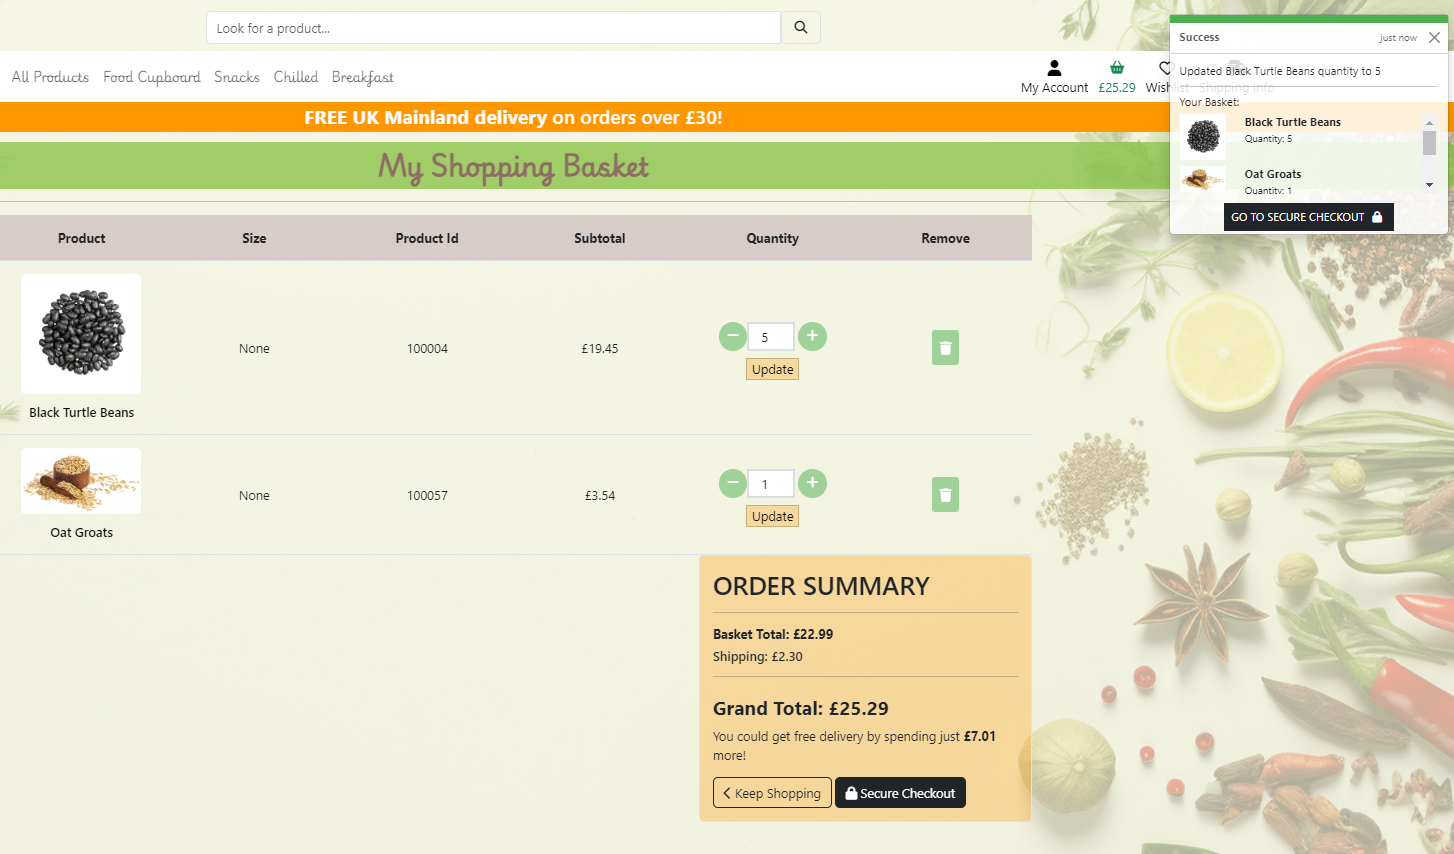 Look for a product...
Success
just now
All Products
Food Cupboard
Snacks
Chilled
Breakfast
My Account
£25.29
Wishlist
Shipping Info
Updated Black Turtle Beans quantity to 5
Your Basket:
Black Turtle Beans
Quantity: 5
Oat Groats
Quantity: 1
GO TO SECURE CHECKOUT
FREE UK Mainland delivery on orders over £30!
My Shopping Basket
Product Size Product Id Subtotal Quantity Remove
None 100004 £19.45 5
Update
Black Turtle Beans
None 100057 £3.54 1
Update
Oat Groats
ORDER SUMMARY
Basket Total: £22.99
Shipping: £2.30
Grand Total: £25.29
You could get free delivery by spending just £7.01
more!
Keep Shopping
Secure Checkout